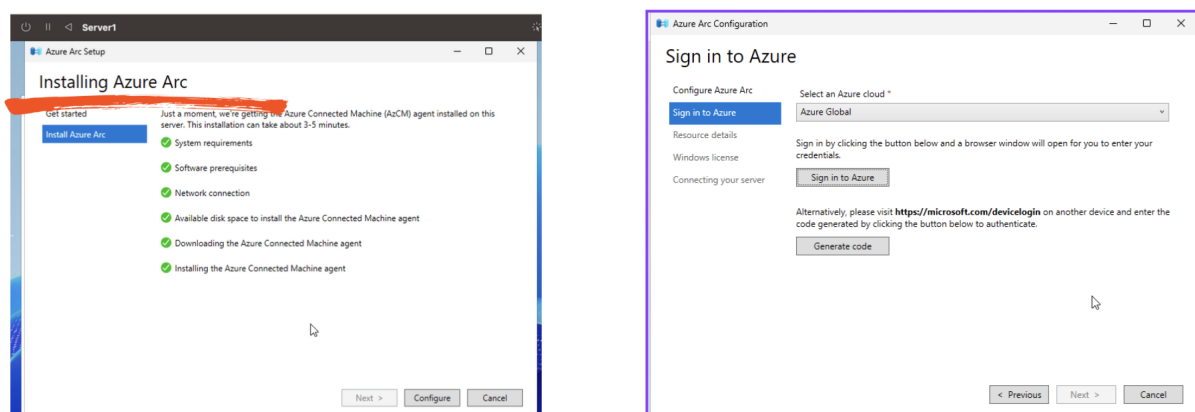 Server1
Azure Arc Setup
Installing Azure Arc
Get started
Install Azure Arc
Just a moment, we're getting the Azure Connected Machine (AzCM) agent installed on this
server. This installation can take about 3-5 minutes.
System requirements
Software prerequisites
Network connection
Available disk space to install the Azure Connected Machine agent
Downloading the Azure Connected Machine agent
Installing the Azure Connected Machine agent
Next >
Configure
Cancel
Azure Arc Configuration
Sign in to Azure
Configure Azure Arc
Sign in to Azure
Resource details
Windows license
Connecting your server
Select an Azure cloud *
Azure Global
Sign in by clicking the button below and a browser window will open for you to enter your
credentials.
Sign in to Azure
Alternatively, please visit https://microsoft.com/devicelogin on another device and enter the
code generated by clicking the button below to authenticate.
Generate code
< Previous
Next >
Cancel